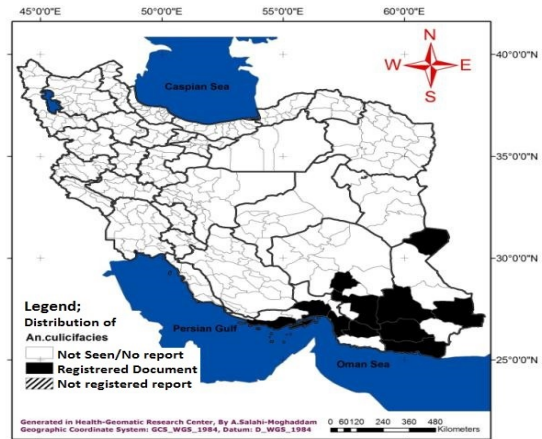 45°0'0"E 50°0'0"E 55°0'0"E 60°0'0"E
40°0'0"N
35°0'0"N
30°0'0"N
25°0'0"N
N
W E
S
Caspian Sea
Persian Gulf
Oman Sea
Legend;
Distribution of
An.culicifacies
Not Seen/No report
Registrered Document
Not registered report
0 60 120 240 360 480
Kilometers
Generated in Health-Geomatic Research Center, By A.Salahi-Moghaddam
Geographic Coordinate System: GCS_WGS_1984, Datum: D_WGS_1984